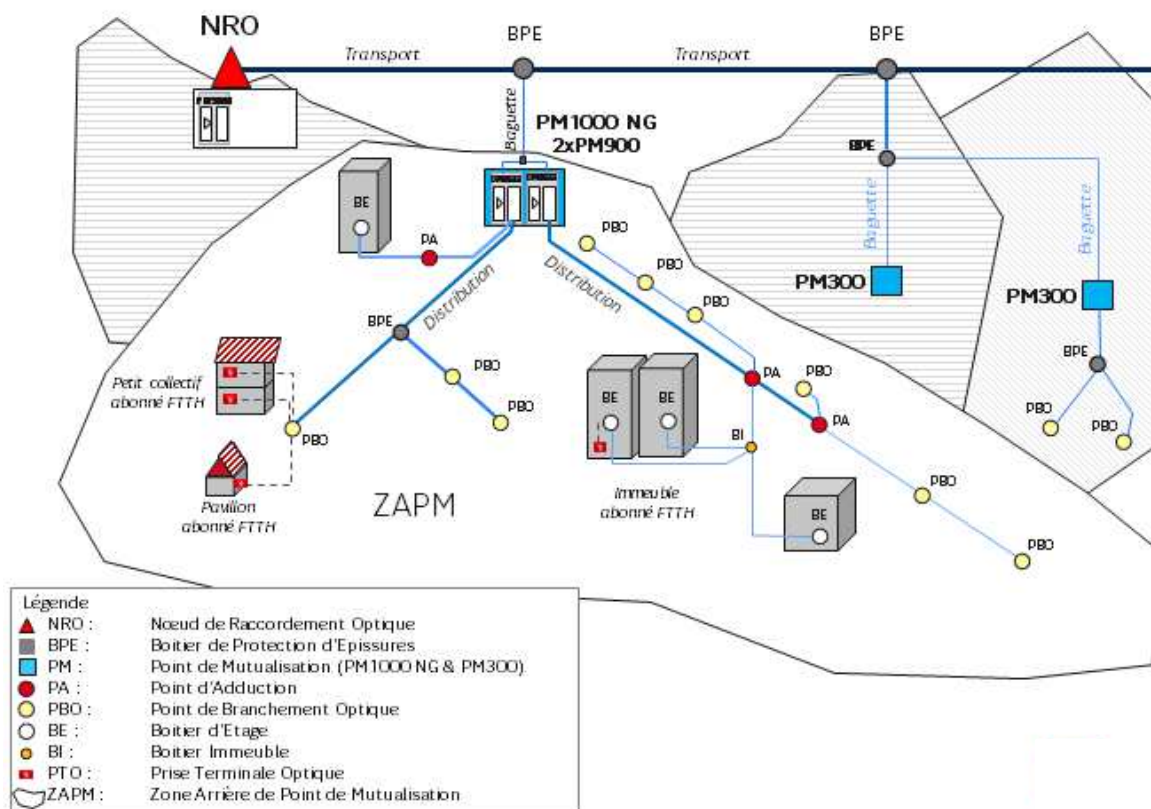 NRO
BPE
BPE
Transport
Transport
Baguette
PM1000 NG
2xPM900
BPE
Baguette
Baguette
BE
PA
PBO
PBO
PBO
PM300
PM300
Distribution
Distribution
BPE
BPE
Petit collectif
abonné FTTH
PBO
PBO
PBO
PA
PBO
PA
PBO
PBO
BE
BE
BI
Pavillon
abonné FTTH
ZAPM
Immeuble
abonné FTTH
BE
PBO
PBO
Légende
NRO : Nœud de Raccordement Optique
BPE : Boitier de Protection d'Epissures
PM : Point de Mutualisation (PM1000 NG & PM300)
PA : Point d'Adduction
PBO : Point de Branchement Optique
BE : Boitier d'Etage
BI : Boitier Immeuble
PTO : Prise Terminale Optique
ZAPM : Zone Arrière de Point de Mutualisation